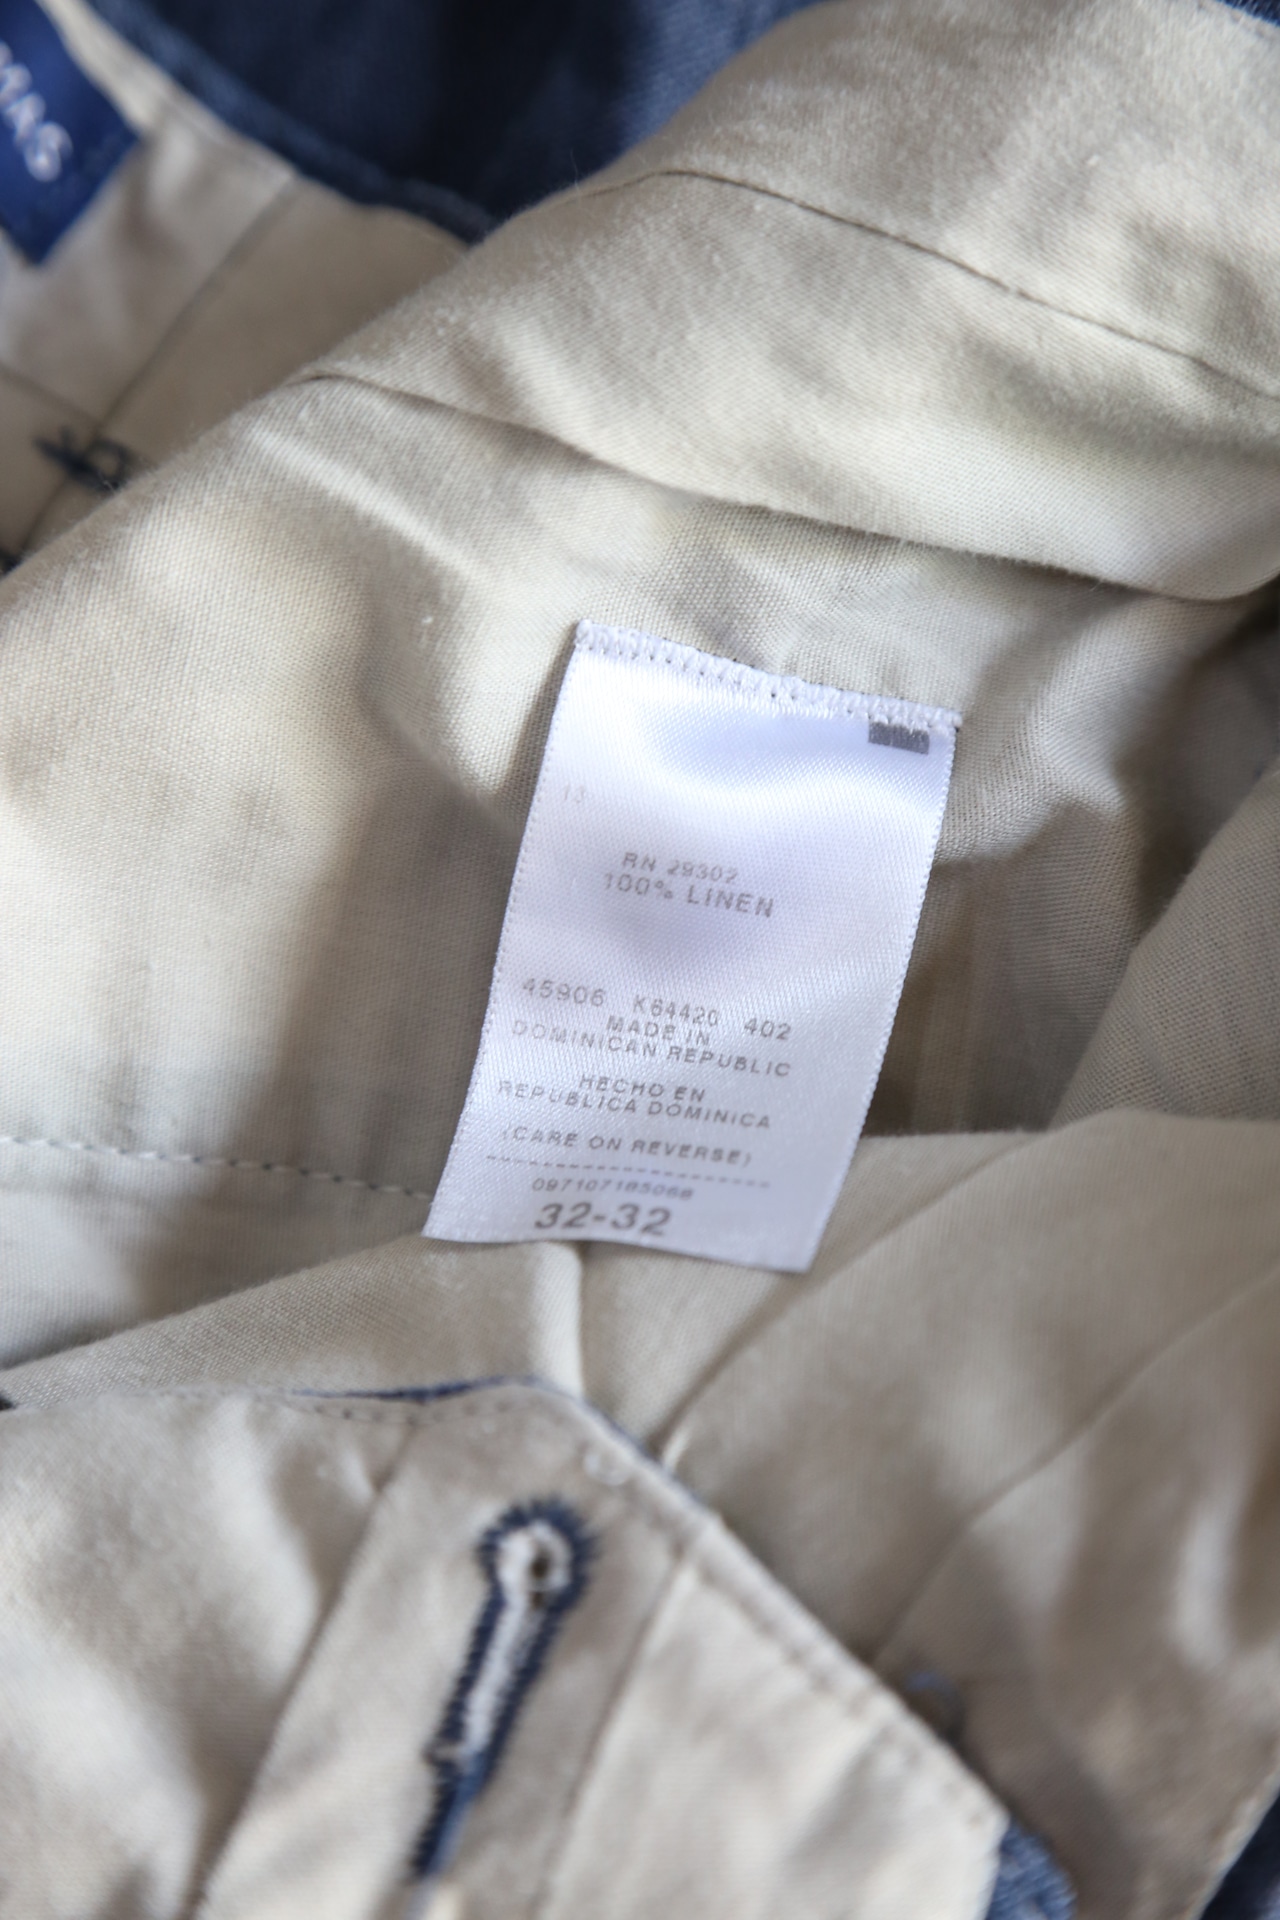 13
RN 29302
100% LINEN
45906 K64420 402
MADE IN
DOMINICAN REPUBLIC
HECHO EN
REPUBLICA DOMINICA
(CARE ON REVERSE)
097107185068
32-32